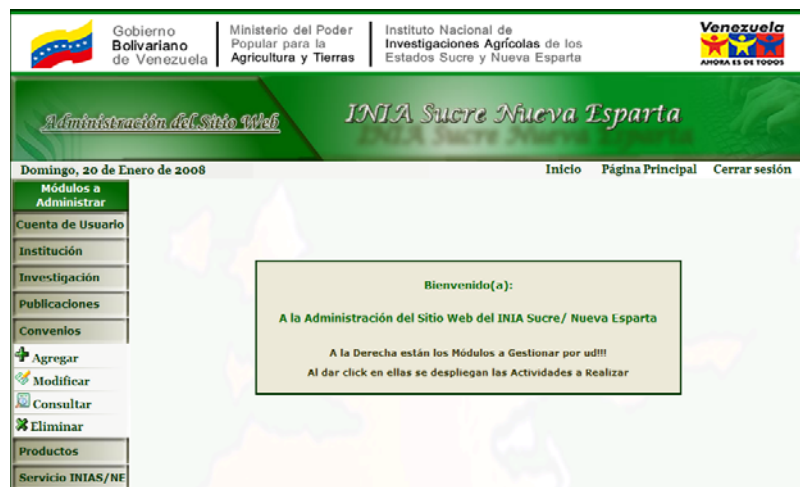 Gobierno
Bolivariano
de Venezuela
Ministerio del Poder
Popular para la
Agricultura y Tierras
Instituto Nacional de
Investigaciones Agrícolas de los
Estados Sucre y Nueva Esparta
Venezuela
AHORA ES DE TODOS
Administración del Sitio Web
INIA Sucre Nueva Esparta
Domingo, 20 de Enero de 2008
Inicio Página Principal Cerrar sesión
Módulos a
Administrar
Cuenta de Usuario
Institución
Investigación
Publicaciones
Convenios
Agregar
Modificar
Consultar
Eliminar
Productos
Servicio INIAS/NE
Bienvenido(a):
A la Administración del Sitio Web del INIA Sucre/ Nueva Esparta
A la Derecha están los Módulos a Gestionar por ud!!!
Al dar click en ellas se despliegan las Actividades a Realizar